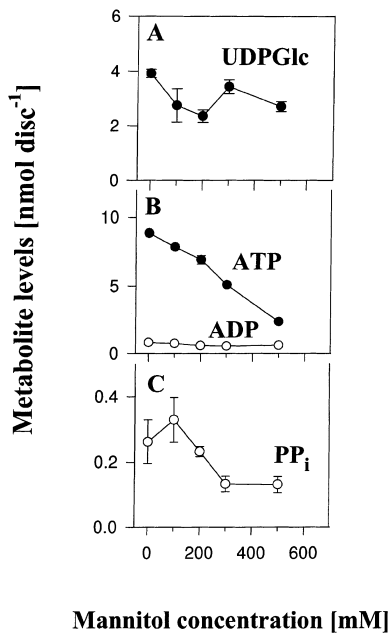 Metabolite levels [nmol disc⁻¹]
A
UDPGlc
6
4
2
0
B
ATP
ADP
10
5
0
C
PPi
0.4
0.2
0.0
0 200 400 600
Mannitol concentration [mM]